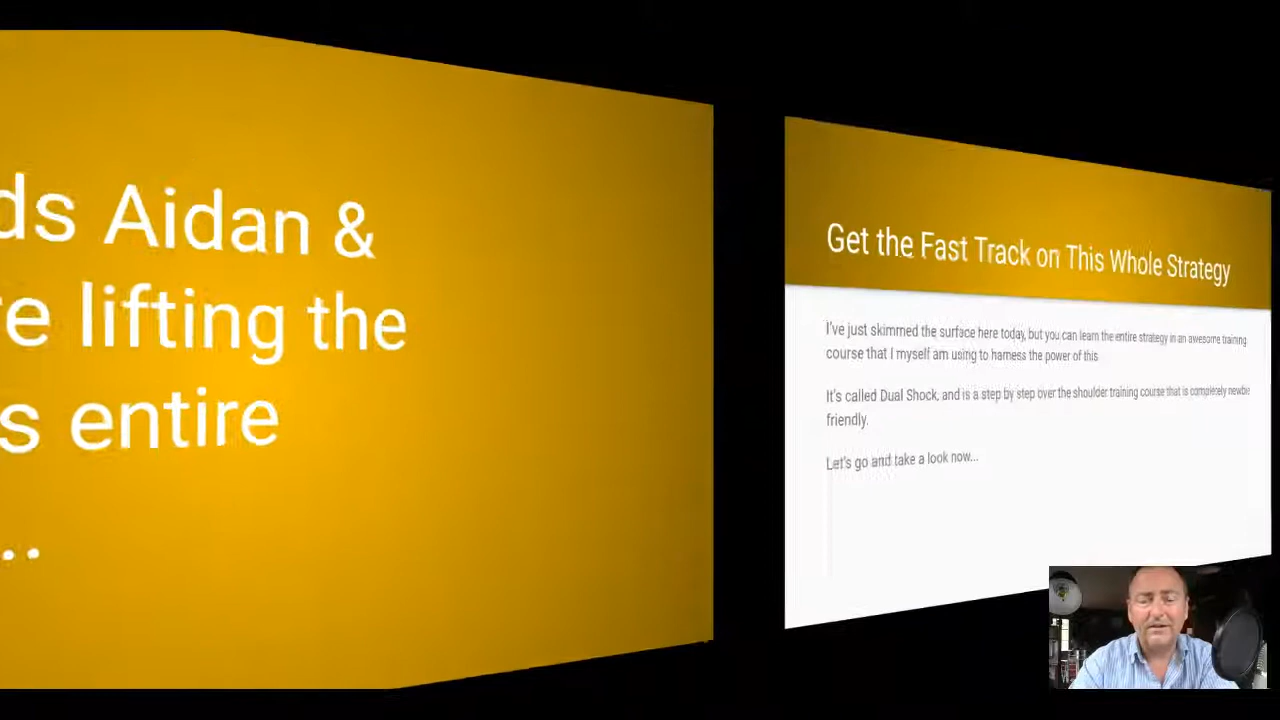 ds Aidan &
e lifting the
s entire
...
Get the Fast Track on This Whole Strategy
I've just skimmed the surface here today, but you can learn the entire strategy in an awesome training
course that I myself am using to harness the power of this
It's called Dual Shock, and is a step by step over the shoulder training course that is completely newbie
friendly.
Let's go and take a look now...